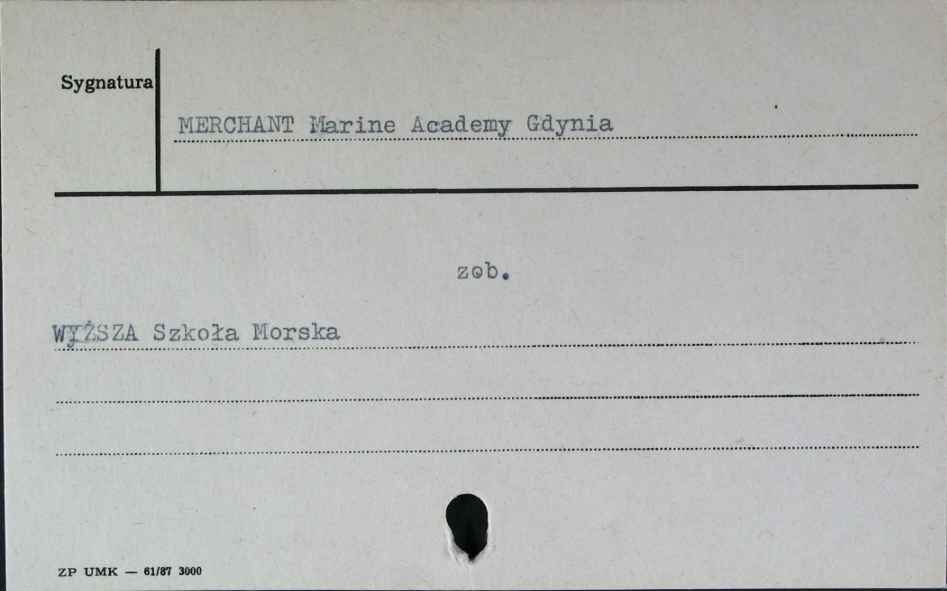 Sygnatura
MERCHANT Marine Academy Gdynia
zob.
WYŻSZA Szkoła Morska
ZP UMK — 61/87 3000